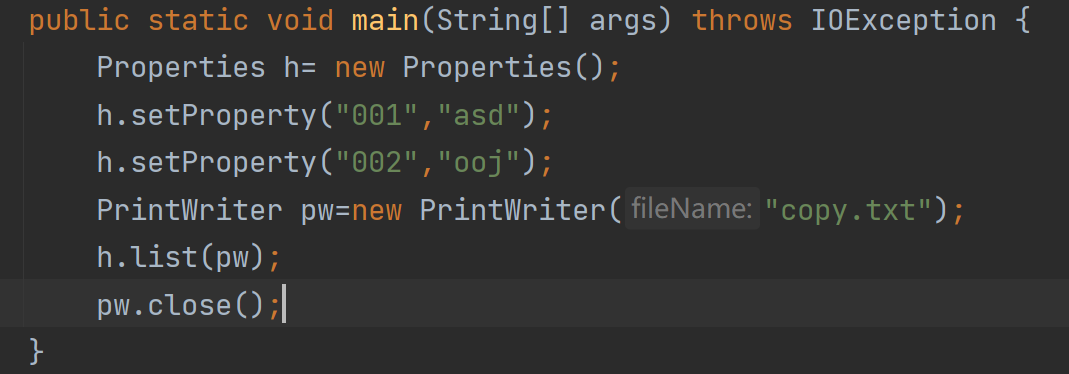 public static void main(String[] args) throws IOException {
Properties h= new Properties();
h.setProperty("001","asd");
h.setProperty("002","ooj");
PrintWriter pw=new PrintWriter( fileName: "copy.txt");
h.list(pw);
pw.close();
}